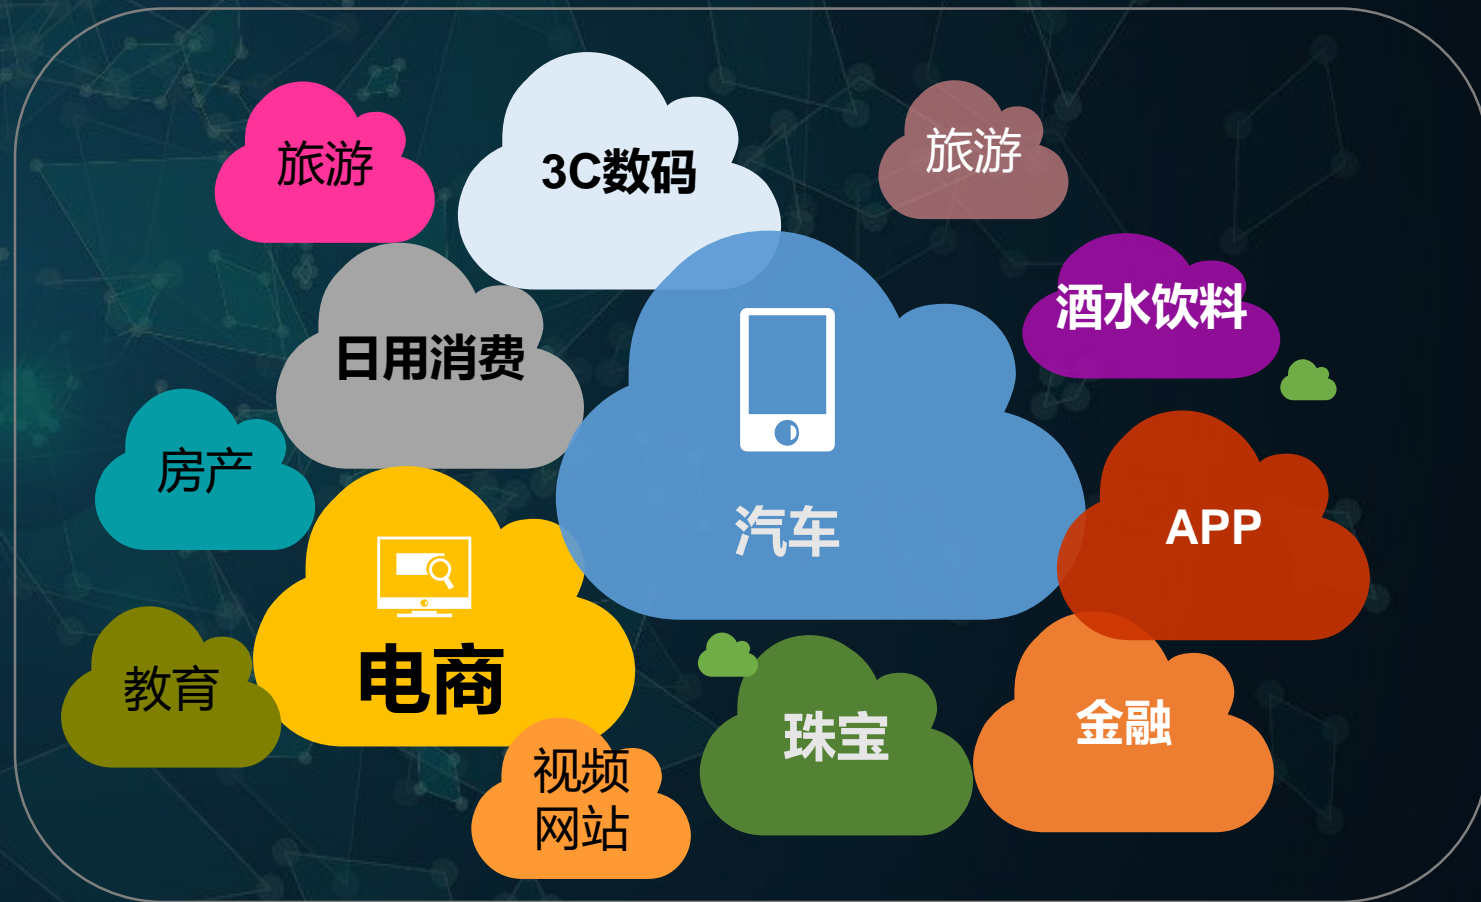 旅游
3C数码
旅游
酒水饮料
日用消费
房产
汽车
APP
电商
教育
珠宝
金融
视频
网站